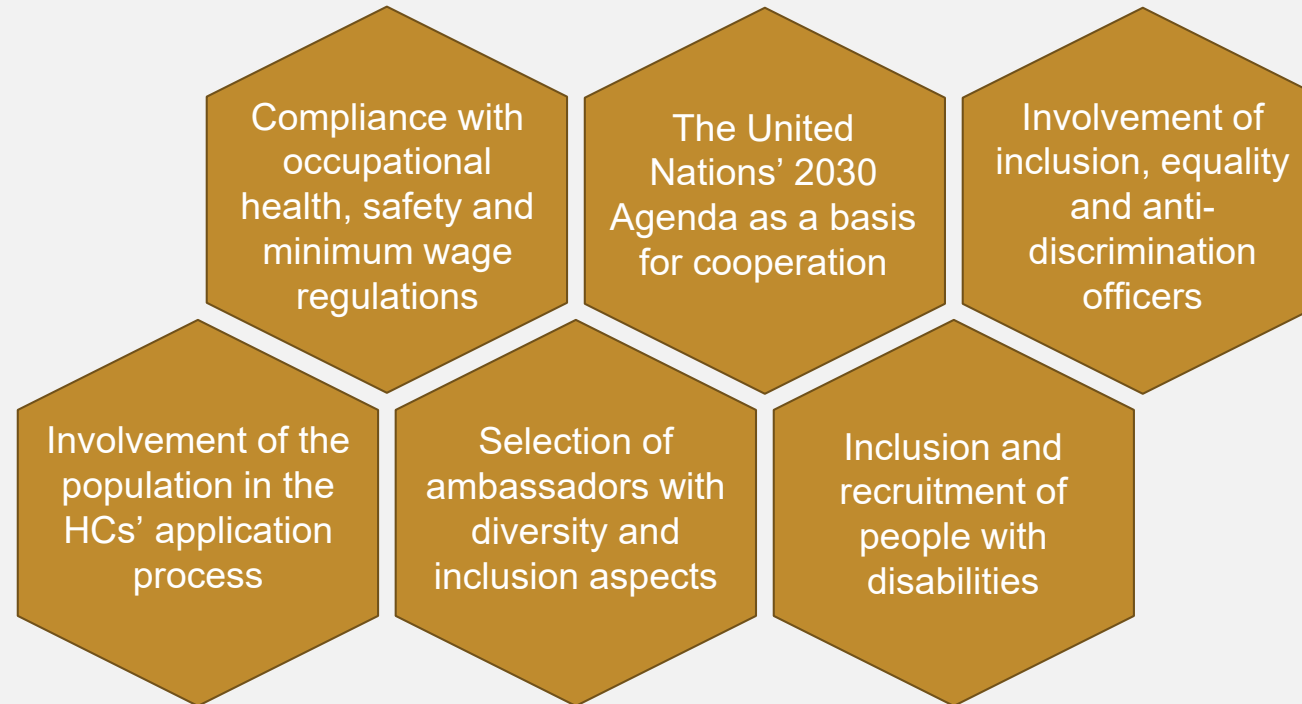 Compliance with
occupational
health, safety and
minimum wage
regulations
The United
Nations’ 2030
Agenda as a basis
for cooperation
Involvement of
inclusion, equality
and anti-
discrimination
officers
Involvement of the
population in the
HCs’ application
process
Selection of
ambassadors with
diversity and
inclusion aspects
Inclusion and
recruitment of
people with
disabilities